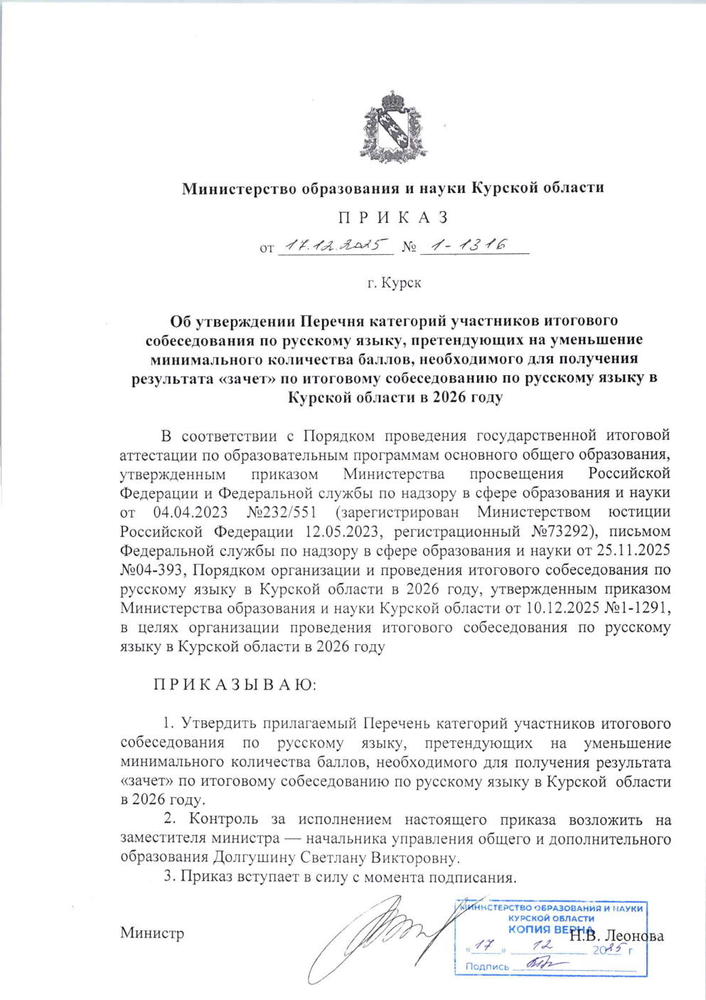 Министерство образования и науки Курской области
П Р И К А З
от 17.12.2025 № 1-1316
г. Курск
Об утверждении Перечня категорий участников итогового
собеседования по русскому языку, претендующих на уменьшение
минимального количества баллов, необходимого для получения
результата «зачет» по итоговому собеседованию по русскому языку в
Курской области в 2026 году
В соответствии с Порядком проведения государственной итоговой
аттестации по образовательным программам основного общего образования,
утвержденным приказом Министерства просвещения Российской
Федерации и Федеральной службы по надзору в сфере образования и науки
от 04.04.2023 №232/551 (зарегистрирован Министерством юстиции
Российской Федерации 12.05.2023, регистрационный №73292), письмом
Федеральной службы по надзору в сфере образования и науки от 25.11.2025
№04-393, Порядком организации и проведения итогового собеседования по
русскому языку в Курской области в 2026 году, утвержденным приказом
Министерства образования и науки Курской области от 10.12.2025 №1-1291,
в целях организации проведения итогового собеседования по русскому
языку в Курской области в 2026 году
П Р И К А З Ы В А Ю:
1. Утвердить прилагаемый Перечень категорий участников итогового
собеседования по русскому языку, претендующих на уменьшение
минимального количества баллов, необходимого для получения результата
«зачет» по итоговому собеседованию по русскому языку в Курской области
в 2026 году.
2. Контроль за исполнением настоящего приказа возложить на
заместителя министра — начальника управления общего и дополнительного
образования Долгушину Светлану Викторовну.
3. Приказ вступает в силу с момента подписания.
МИНИСТЕРСТВО ОБРАЗОВАНИЯ И НАУКИ
КУРСКОЙ ОБЛАСТИ
КОПИЯ ВЕРНА
Министр Н.В. Леонова
«17» 12 2025 г
Подпись